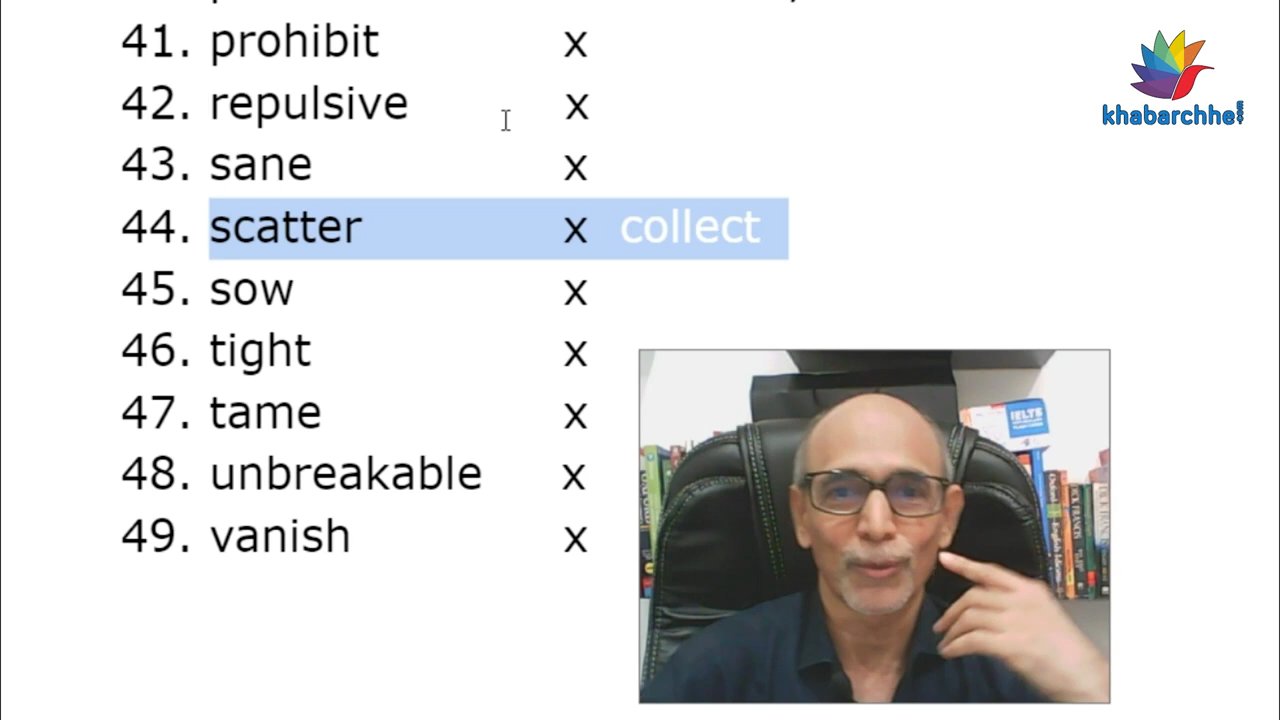 41. prohibit x
42. repulsive x
43. sane x
44. scatter x collect
45. sow x
46. tight x
47. tame x
48. unbreakable x
49. vanish x
khabarchhe
IELTS